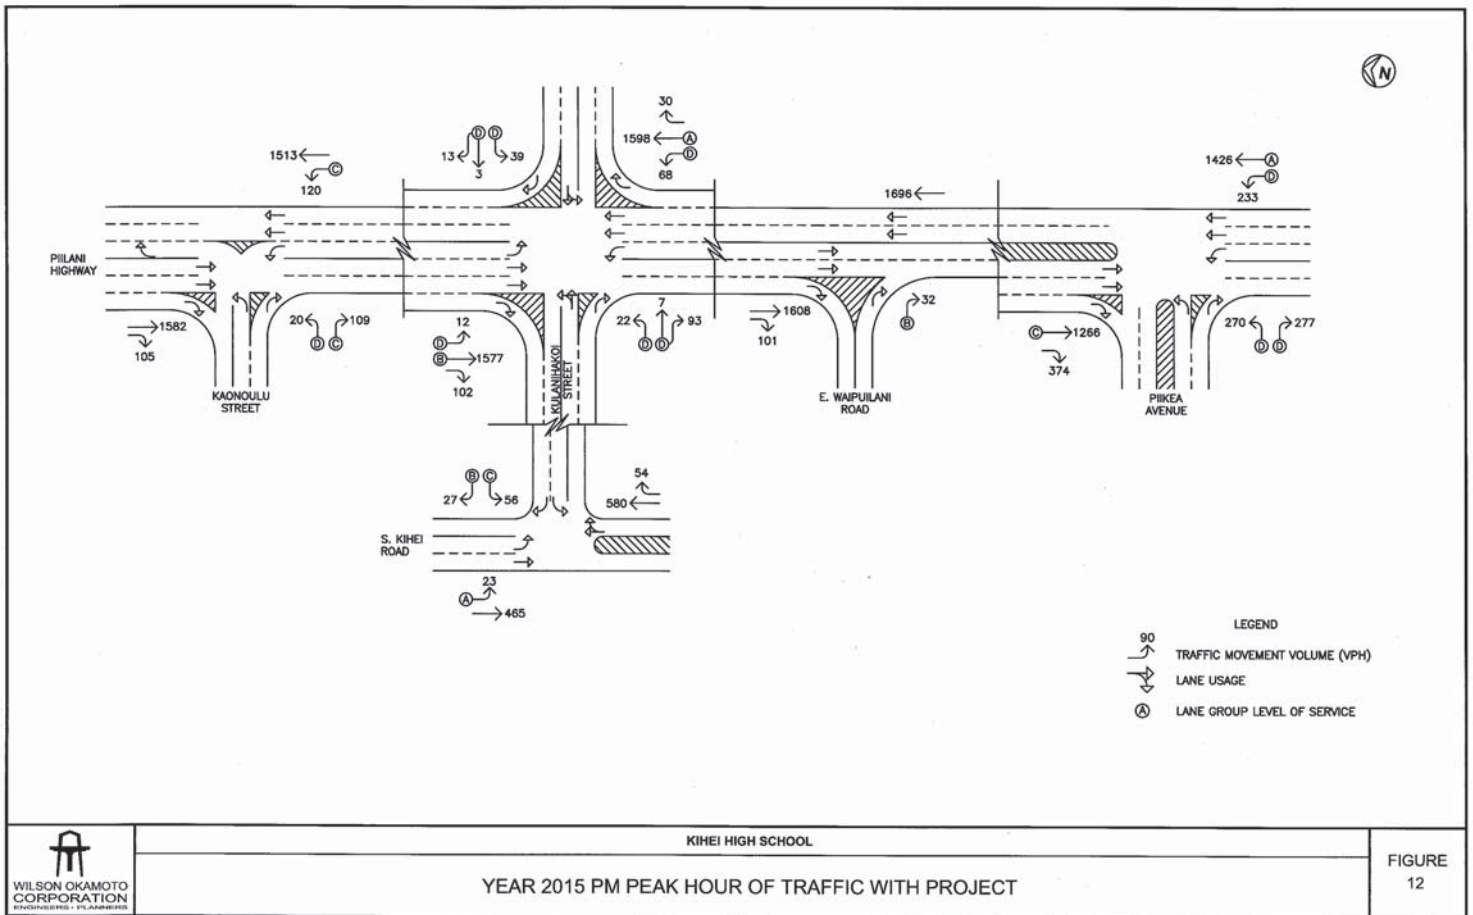 N
30
1598 A
D
68
D D
13 39
3
1513
C
120
1426 A
D
233
1696
PIILANI
HIGHWAY
1582
105
20 109
D C
KAONOULU
STREET
12
D
B 1577
102
KULANIHAKOI
STREET
7
22 93
D D
1608
101
32
B
E. WAIPUILANI
ROAD
C 1266
374
270 277
D D
PIIKEA
AVENUE
B C
27 56
54
580
S. KIHEI
ROAD
23
A
465
LEGEND
90
TRAFFIC MOVEMENT VOLUME (VPH)
LANE USAGE
A LANE GROUP LEVEL OF SERVICE
WILSON OKAMOTO
CORPORATION
ENGINEERS · PLANNERS
KIHEI HIGH SCHOOL
YEAR 2015 PM PEAK HOUR OF TRAFFIC WITH PROJECT
FIGURE
12